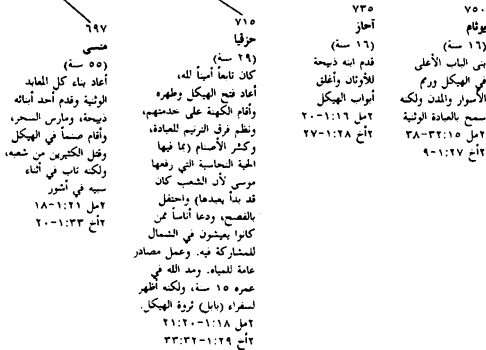 ٧٥٠
يوثام
(١٦ سنة)
بنى الباب الأعلى
في الهيكل ورمم
الأسوار والمدن ولكنه
سمح بالعبادة الوثنية
٢مل ٣٢:١٥-٣٨
٢أخ ١:٢٧-٩
٧٣٥
آحاز
(١٦ سنة)
قدم ابنه ذبيحة
للأوثان وأغلق
أبواب الهيكل
٢مل ١:١٦-٢٠
٢أخ ١:٢٨-٢٧
٧١٥
حزقيا
(٢٩ سنة)
كان تابعاً أميناً لله،
أعاد فتح الهيكل وطهره
وأقام الكهنة على خدمتهم،
ونظم فرق الترنيم للعبادة،
وكسر الأصنام (بما فيها
الحية النحاسية التي رفعها
موسى لأن الشعب كان
قد بدأ يعبدها) واحتفل
بالفصح، ودعا أناساً ممن
كانوا يعيشون في الشمال
للمشاركة فيه. وعمل مصادر
عامة للمياه. ومد الله في
عمره ١٥ سنة، ولكنه أظهر
لسفراء (بابل) ثروة الهيكل.
٢مل ١:١٨-٢١:٢٠
٢أخ ١:٢٩-٣٣:٣٢
٦٩٧
منسى
(٥٥ سنة)
أعاد بناء كل المعابد
الوثنية وقدم أحد أبنائه
ذبيحة، ومارس السحر،
وأقام صنماً في الهيكل
وقتل الكثيرين من شعبه،
ولكنه تاب في أثناء
سبيه في أشور
٢مل ١:٢١-١٨
٢أخ ١:٣٣-٢٠